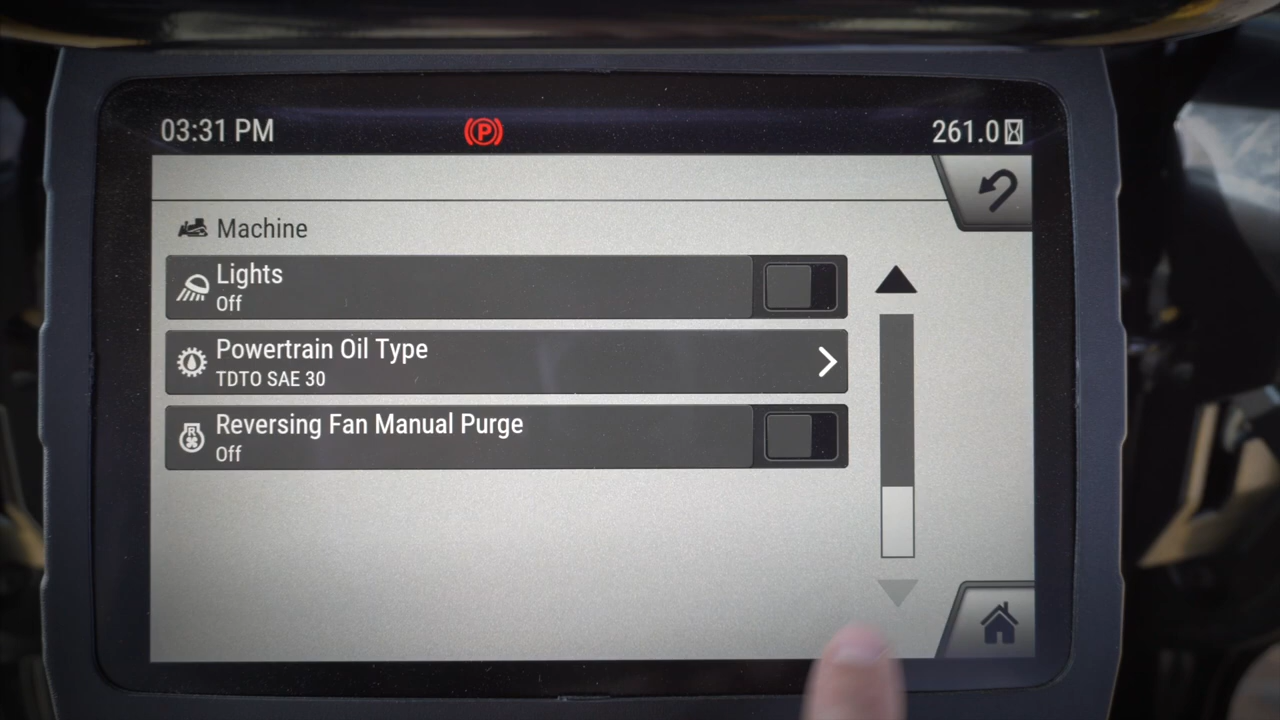 03:31 PM
P
261.0
Machine
Lights
Off
Powertrain Oil Type
TDTO SAE 30
Reversing Fan Manual Purge
R
Off